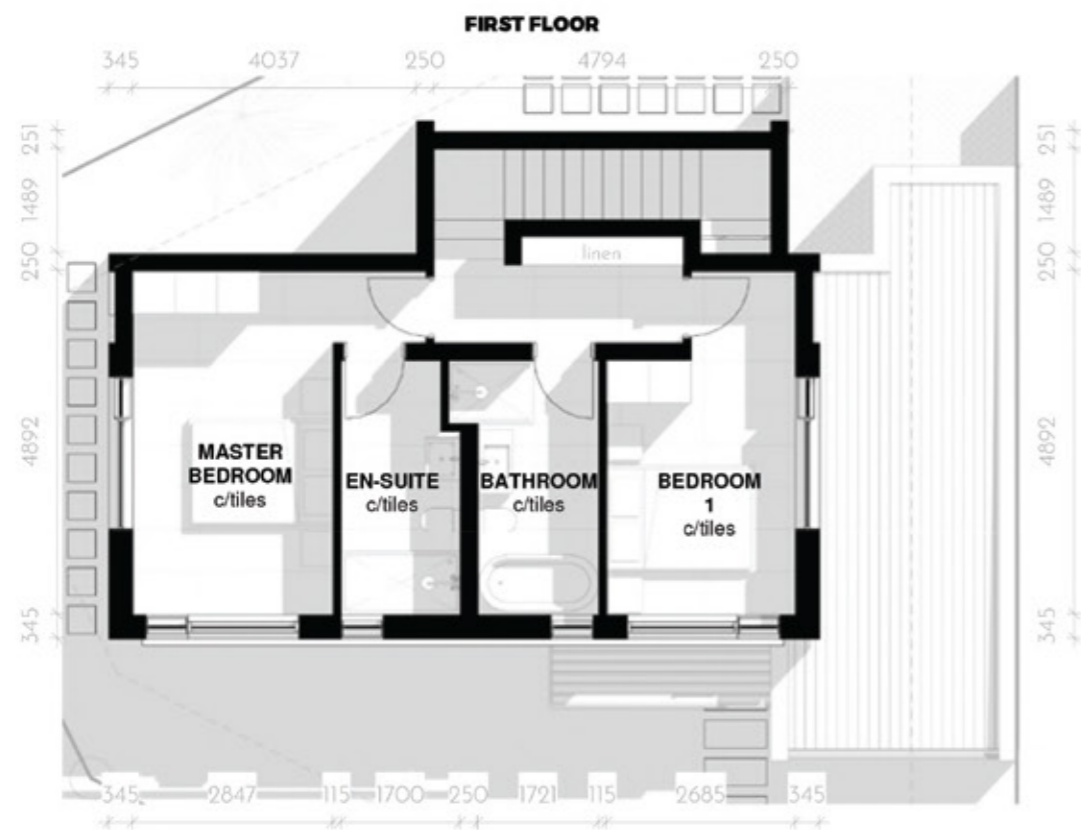 FIRST FLOOR
345 4037 250 4794 250
251 251
1489 1489
250 250
linen
4892 4892
MASTER
BEDROOM
c/tiles
EN-SUITE
c/tiles
BATHROOM
c/tiles
BEDROOM
1
c/tiles
345 345
345 2847 115 1700 250 1721 115 2685 345